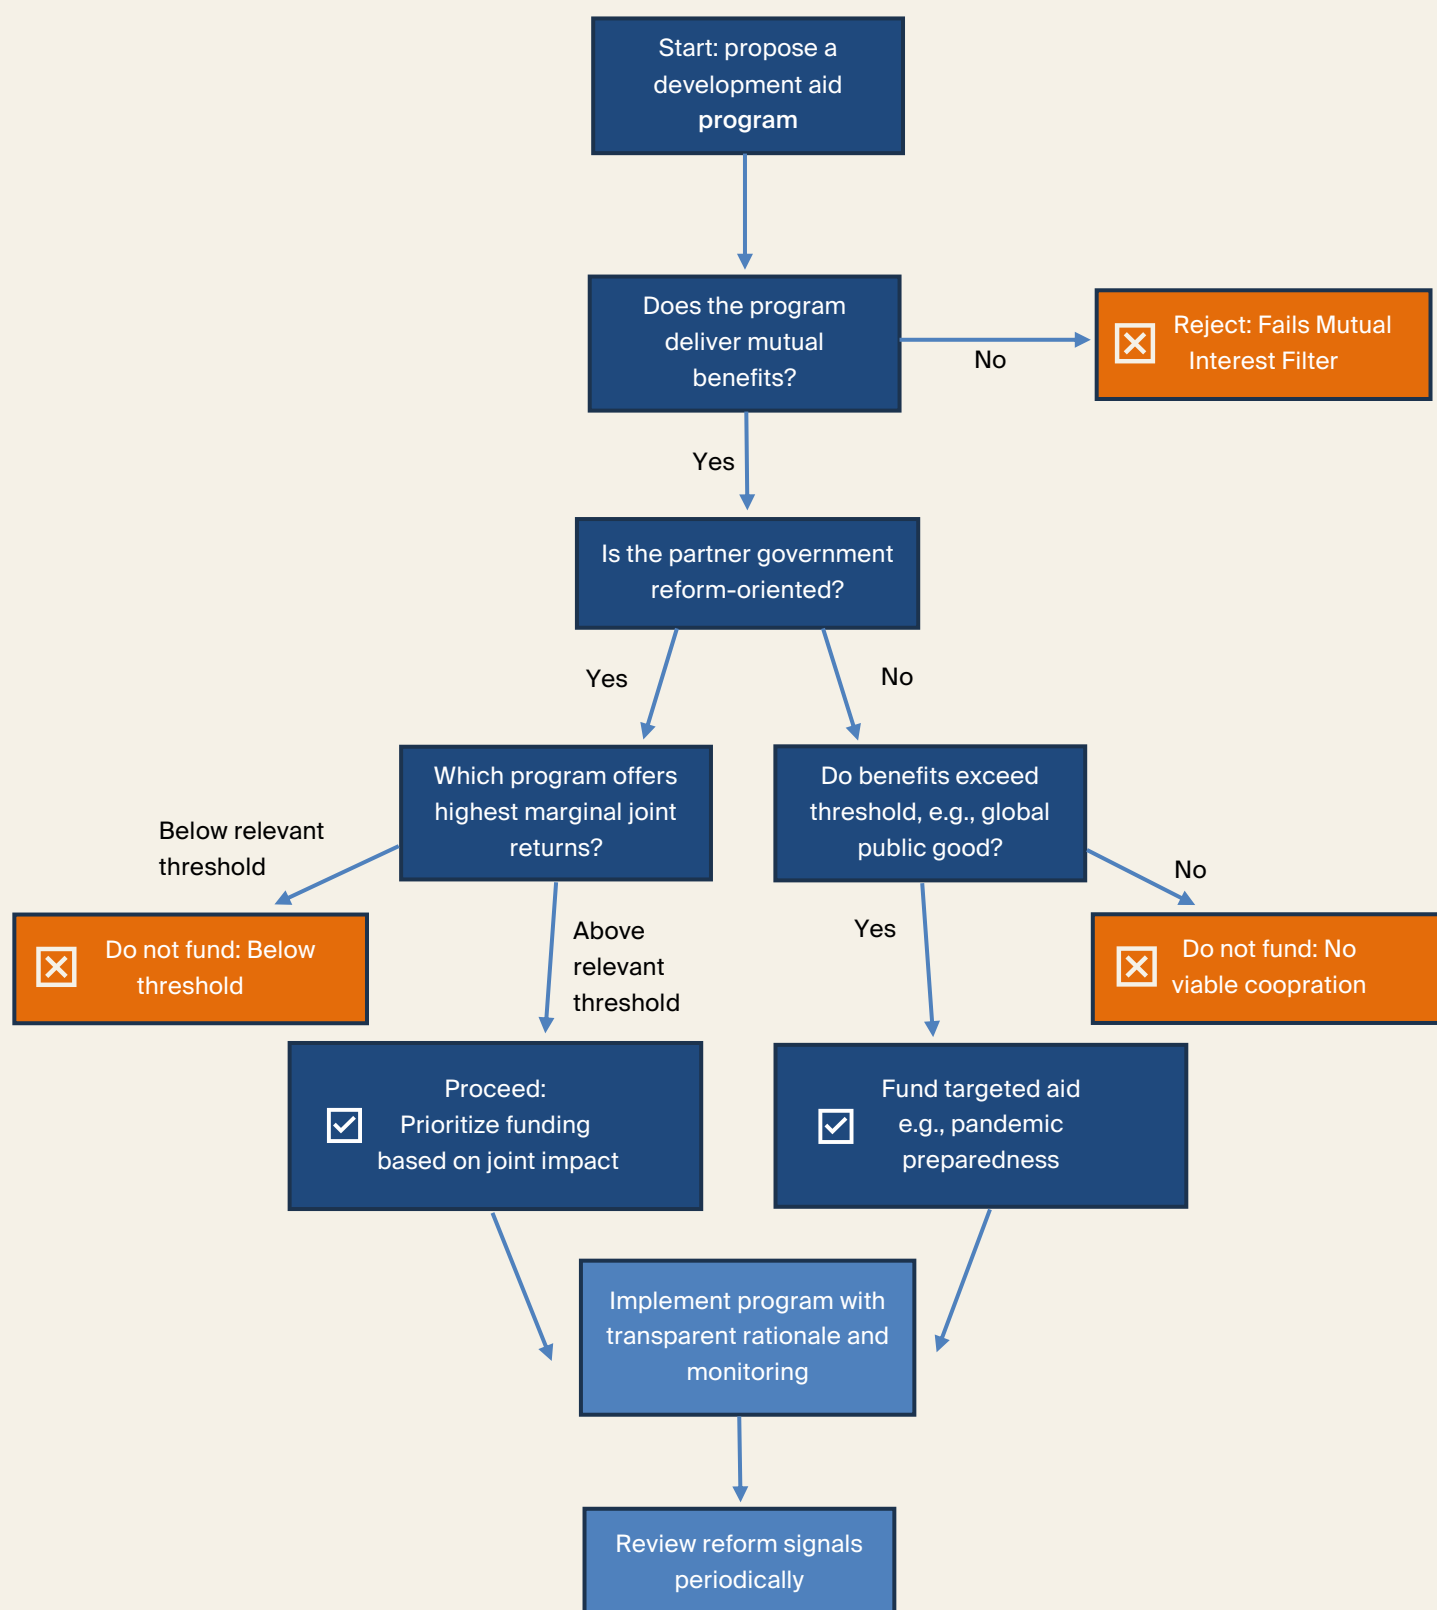 Start: propose a
development aid
program
Does the program
deliver mutual
benefits?
No
Reject: Fails Mutual
Interest Filter
Yes
Is the partner government
reform-oriented?
Yes
No
Which program offers
highest marginal joint
returns?
Do benefits exceed
threshold, e.g., global
public good?
Below relevant
threshold
No
Do not fund: Below
threshold
Above
relevant
threshold
Yes
Do not fund: No
viable coopration
Proceed:
Prioritize funding
based on joint impact
Fund targeted aid
e.g., pandemic
preparedness
Implement program with
transparent rationale and
monitoring
Review reform signals
periodically